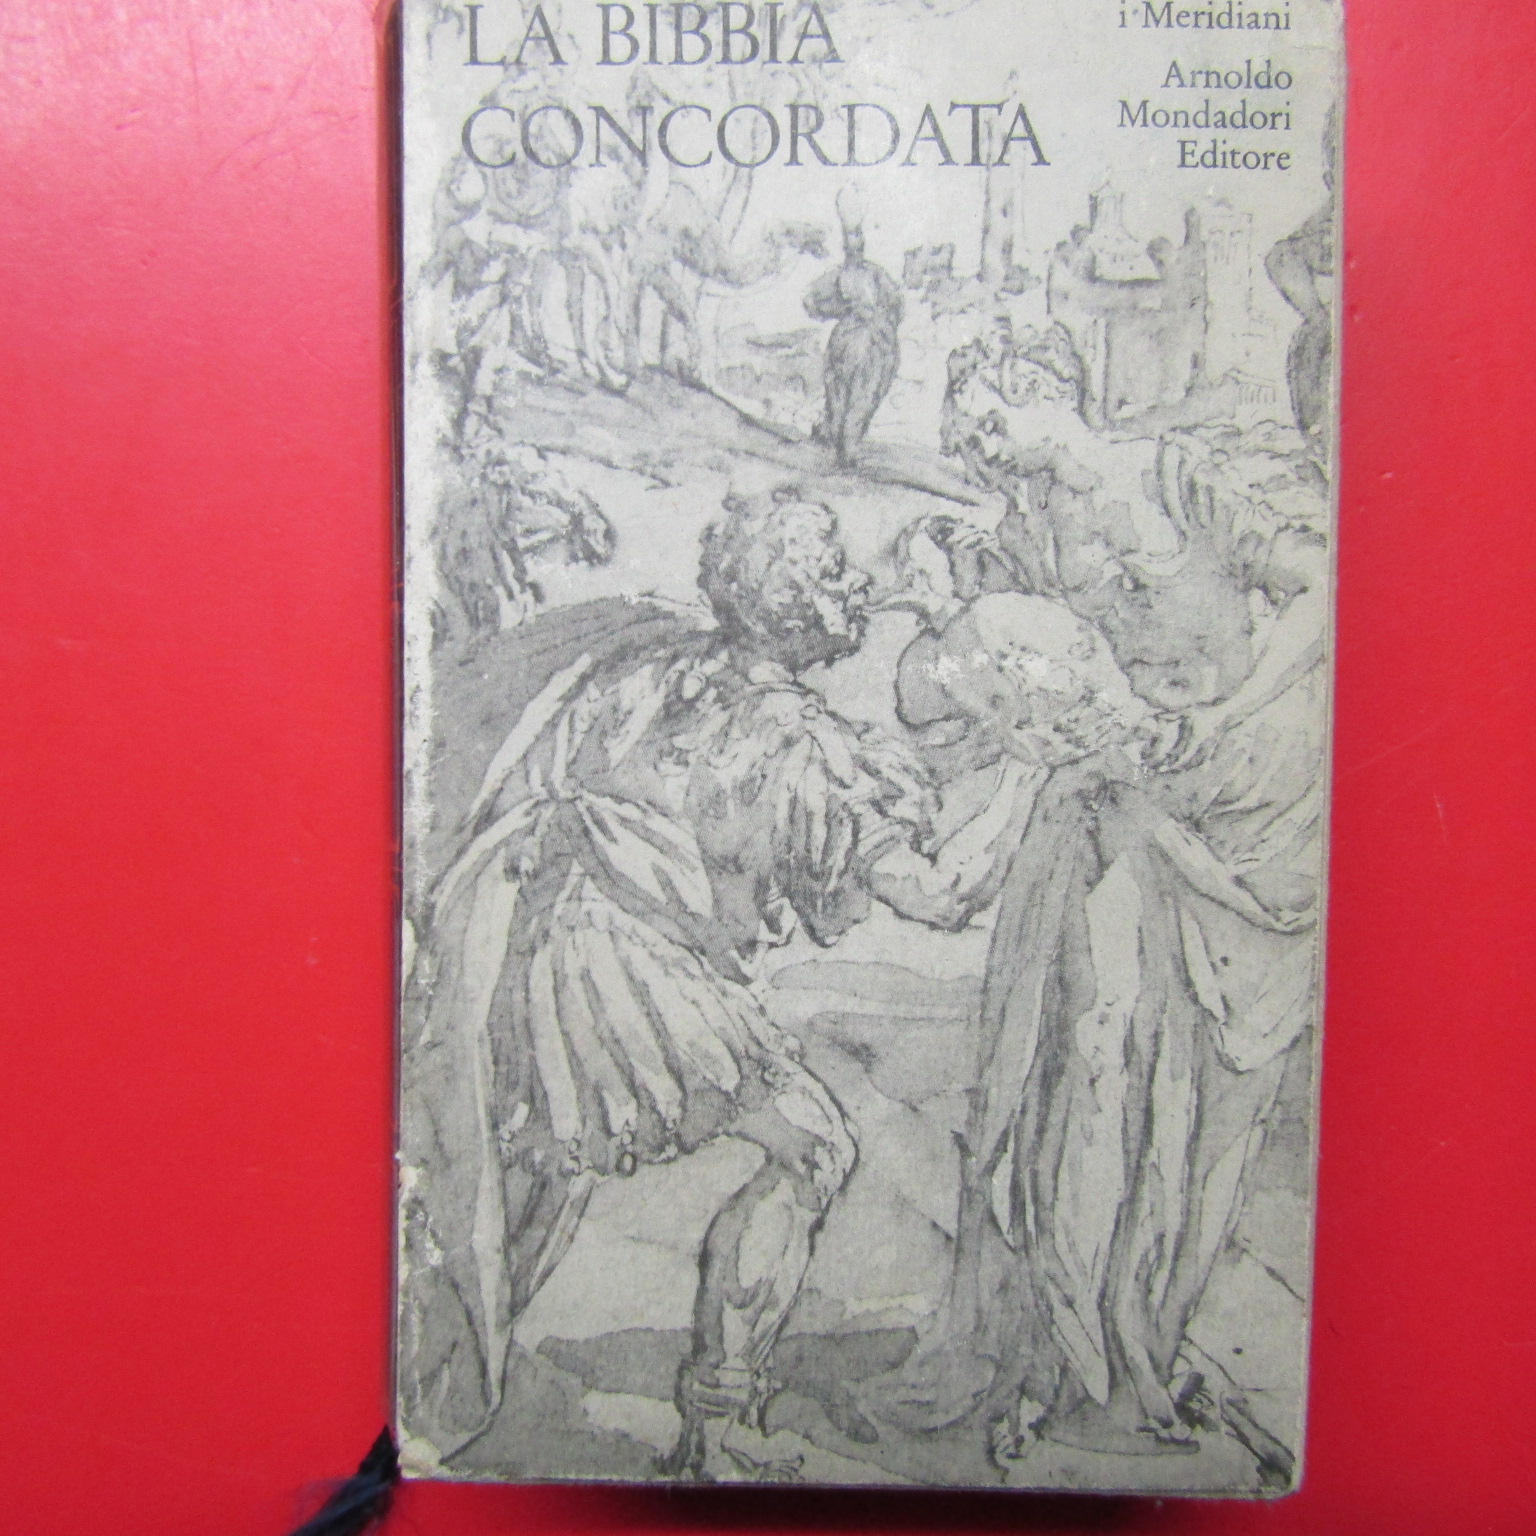 LA BIBBIA
CONCORDATA
i Meridiani
Arnoldo
Mondadori
Editore